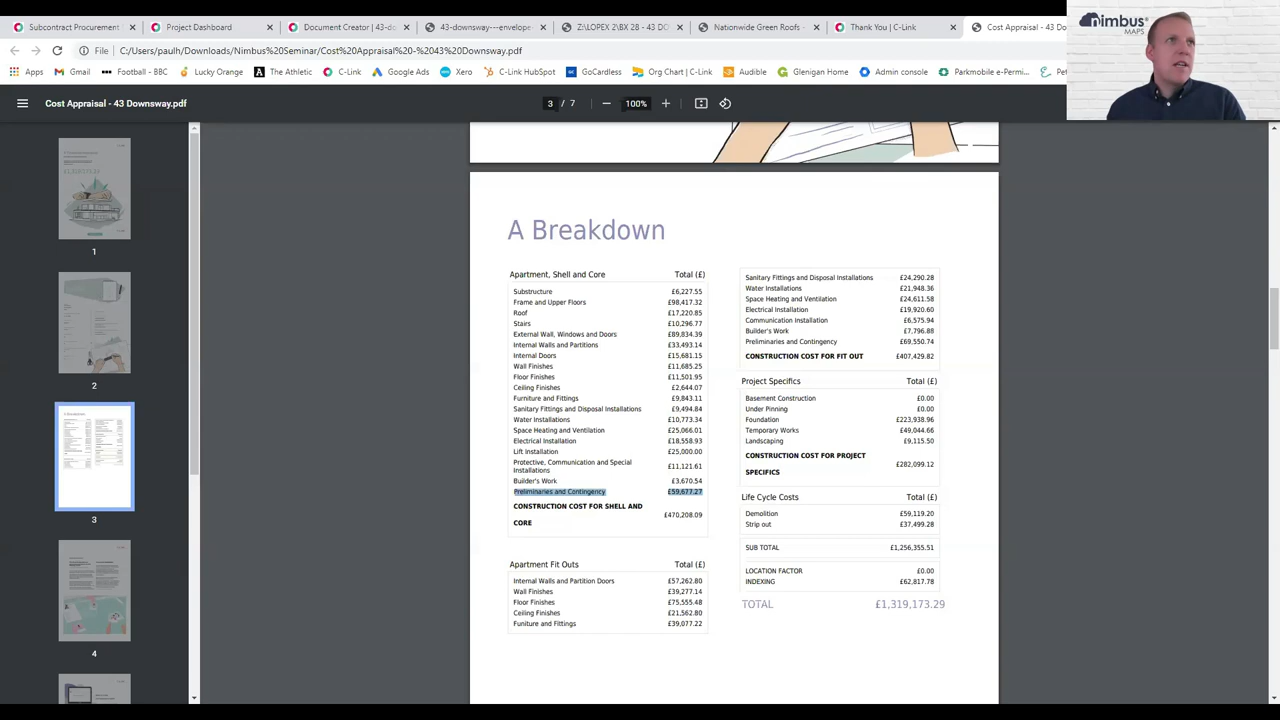 Subcontract Procurement
Project Dashboard
Document Creator / Add
downsway---envelope
Z:\LOPEX 2\BX 28 - 43 DO
Nationwide Green Roofs -
Thank You | C-Link
Cost Appraisal - 43 Down
nimbus
MAPS
File C:/Users/paulh/Downloads/Nimbus%20Seminar/Cost%20Appraisal%20-%2043%20Downsway.pdf
Apps
Gmail
Football - BBC
Lucky Orange
The Athletic
C-Link
Google Ads
Xero
C-Link HubSpot
GoCardless
Org Chart | C-Link
Audible
Glenigan Home
Admin console
Parkmobile e-Permi...
Cost Appraisal - 43 Downsway.pdf
3 / 7
100%
1
2
3
4
A Breakdown
Apartment, Shell and Core Total (£)
Substructure £6,227.55
Frame and Upper Floors £98,417.32
Roof £17,220.85
Stairs £10,296.77
External Wall, Windows and Doors £89,834.39
Internal Walls and Partitions £33,493.14
Internal Doors £15,681.15
Wall Finishes £11,685.25
Floor Finishes £11,501.95
Ceiling Finishes £2,644.07
Furniture and Fittings £9,843.11
Sanitary Fittings and Disposal Installations £9,494.84
Water Installations £10,773.34
Space Heating and Ventilation £25,066.01
Electrical Installation £18,558.93
Lift Installation £25,000.00
Protective, Communication and Special
Installations £11,121.61
Builder's Work £3,670.54
Preliminaries and Contingency £59,677.27
CONSTRUCTION COST FOR SHELL AND
CORE £470,208.09
Apartment Fit Outs Total (£)
Internal Walls and Partition Doors £57,262.80
Wall Finishes £39,277.14
Floor Finishes £75,555.48
Ceiling Finishes £21,562.80
Funiture and Fittings £39,077.22
Sanitary Fittings and Disposal Installations £24,290.28
Water Installations £21,948.36
Space Heating and Ventilation £24,611.58
Electrical Installation £19,920.60
Communication Installation £6,575.94
Builder's Work £7,796.88
Preliminaries and Contingency £69,550.74
CONSTRUCTION COST FOR FIT OUT £407,429.82
Project Specifics Total (£)
Basement Construction £0.00
Under Pinning £0.00
Foundation £223,938.96
Temporary Works £49,044.66
Landscaping £9,115.50
CONSTRUCTION COST FOR PROJECT
SPECIFICS £282,099.12
Life Cycle Costs Total (£)
Demolition £59,119.20
Strip out £37,499.28
SUB TOTAL £1,256,355.51
LOCATION FACTOR £0.00
INDEXING £62,817.78
TOTAL £1,319,173.29